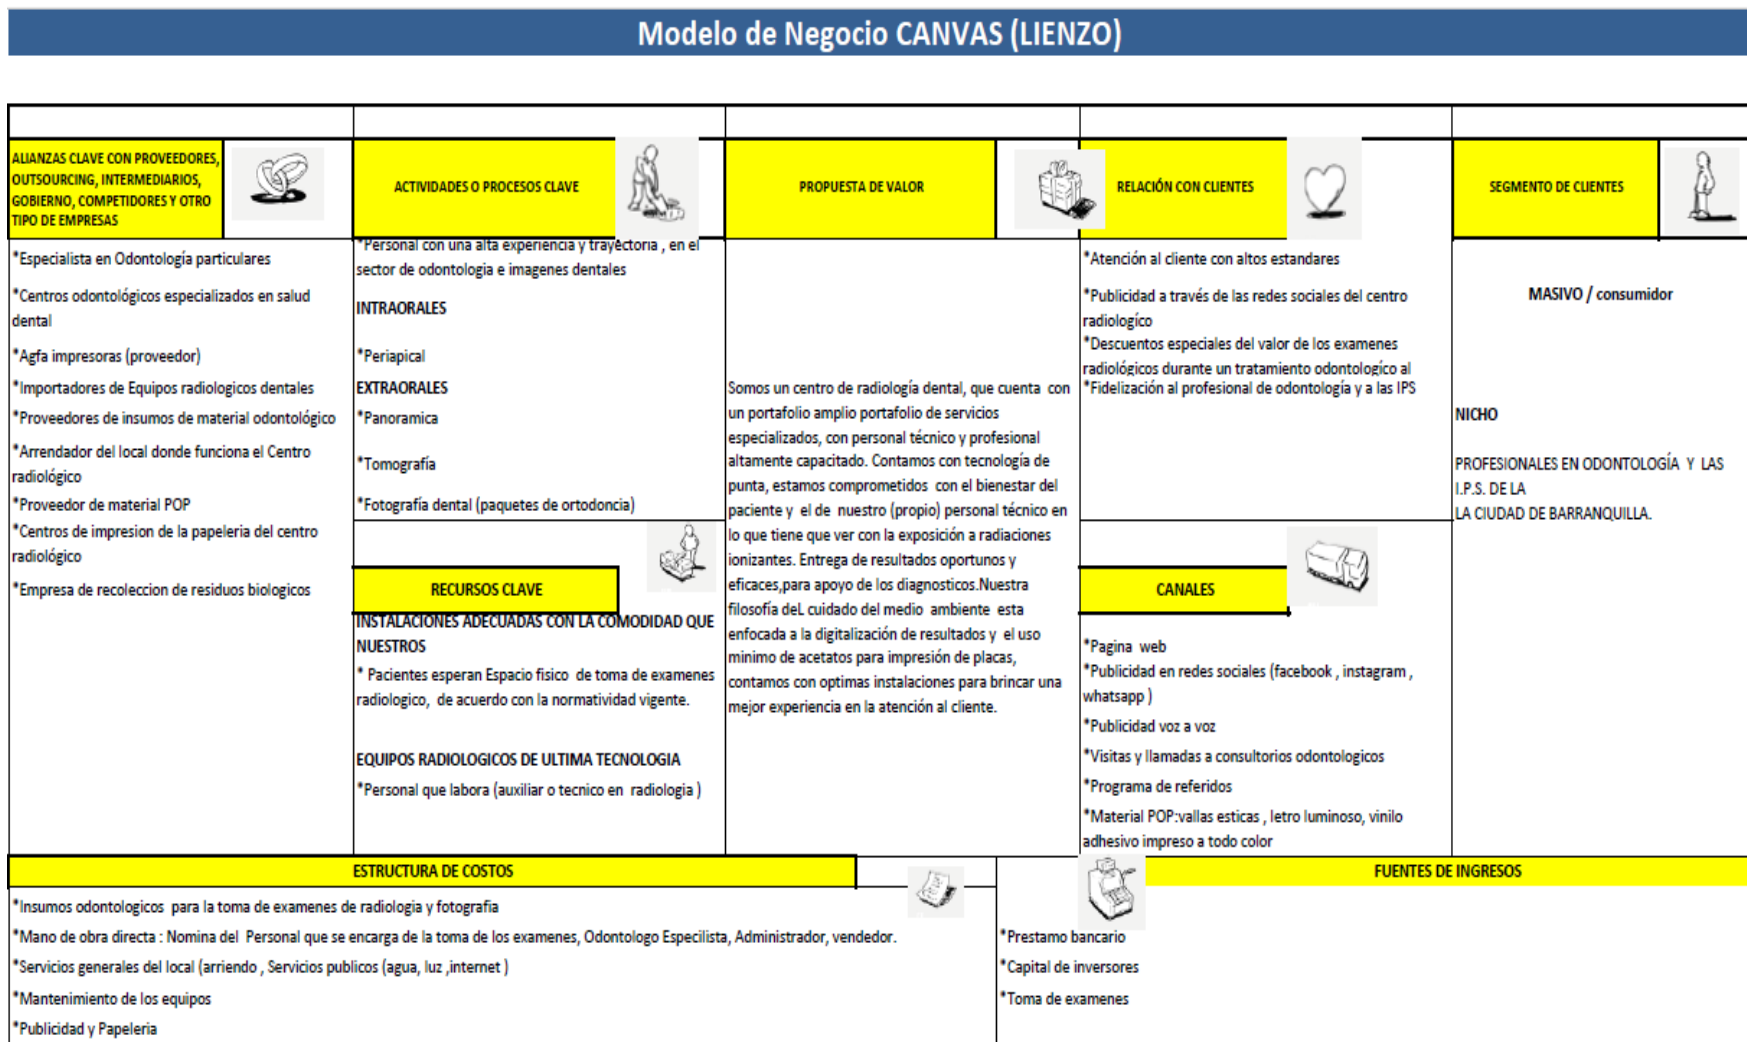 Modelo de Negocio CANVAS (LIENZO)
ALIANZAS CLAVE CON PROVEEDORES,
OUTSOURCING, INTERMEDIARIOS,
GOBIERNO, COMPETIDORES Y OTRO
TIPO DE EMPRESAS
*Especialista en Odontología particulares
*Centros odontológicos especializados en salud
dental
*Agfa impresoras (proveedor)
*Importadores de Equipos radiologicos dentales
*Proveedores de insumos de material odontológico
*Arrendador del local donde funciona el Centro
radiológico
*Proveedor de material POP
*Centros de impresion de la papeleria del centro
radiológico
*Empresa de recoleccion de residuos biologicos
ACTIVIDADES O PROCESOS CLAVE
*Personal con una alta experiencia y trayectoria , en el
sector de odontologia e imagenes dentales
INTRAORALES
*Periapical
EXTRAORALES
*Panoramica
*Tomografía
*Fotografía dental (paquetes de ortodoncia)
RECURSOS CLAVE
INSTALACIONES ADECUADAS CON LA COMODIDAD QUE
NUESTROS
* Pacientes esperan Espacio fisico de toma de examenes
radiologico, de acuerdo con la normatividad vigente.
EQUIPOS RADIOLOGICOS DE ULTIMA TECNOLOGIA
*Personal que labora (auxiliar o tecnico en radiologia )
PROPUESTA DE VALOR
Somos un centro de radiología dental, que cuenta con
un portafolio amplio portafolio de servicios
especializados, con personal técnico y profesional
altamente capacitado. Contamos con tecnología de
punta, estamos comprometidos con el bienestar del
paciente y el de nuestro (propio) personal técnico en
lo que tiene que ver con la exposición a radiaciones
ionizantes. Entrega de resultados oportunos y
eficaces,para apoyo de los diagnosticos.Nuestra
filosofía deL cuidado del medio ambiente esta
enfocada a la digitalización de resultados y el uso
minimo de acetatos para impresión de placas,
contamos con optimas instalaciones para brincar una
mejor experiencia en la atención al cliente.
RELACIÓN CON CLIENTES
*Atención al cliente con altos estandares
*Publicidad a través de las redes sociales del centro
radiologíco
*Descuentos especiales del valor de los examenes
radiológicos durante un tratamiento odontologíco al
*Fidelización al profesional de odontología y a las IPS
CANALES
*Pagina web
*Publicidad en redes sociales (facebook , instagram ,
whatsapp )
*Publicidad voz a voz
*Visitas y llamadas a consultorios odontologicos
*Programa de referidos
*Material POP:vallas esticas , letro luminoso, vinilo
adhesivo impreso a todo color
SEGMENTO DE CLIENTES
MASIVO / consumidor
NICHO
PROFESIONALES EN ODONTOLOGÍA Y LAS
I.P.S. DE LA
LA CIUDAD DE BARRANQUILLA.
ESTRUCTURA DE COSTOS
*Insumos odontologicos para la toma de examenes de radiologia y fotografia
*Mano de obra directa : Nomina del Personal que se encarga de la toma de los examenes, Odontologo Especilista, Administrador, vendedor.
*Servicios generales del local (arriendo , Servicios publicos (agua, luz ,internet )
*Mantenimiento de los equipos
*Publicidad y Papeleria
FUENTES DE INGRESOS
*Prestamo bancario
*Capital de inversores
*Toma de examenes